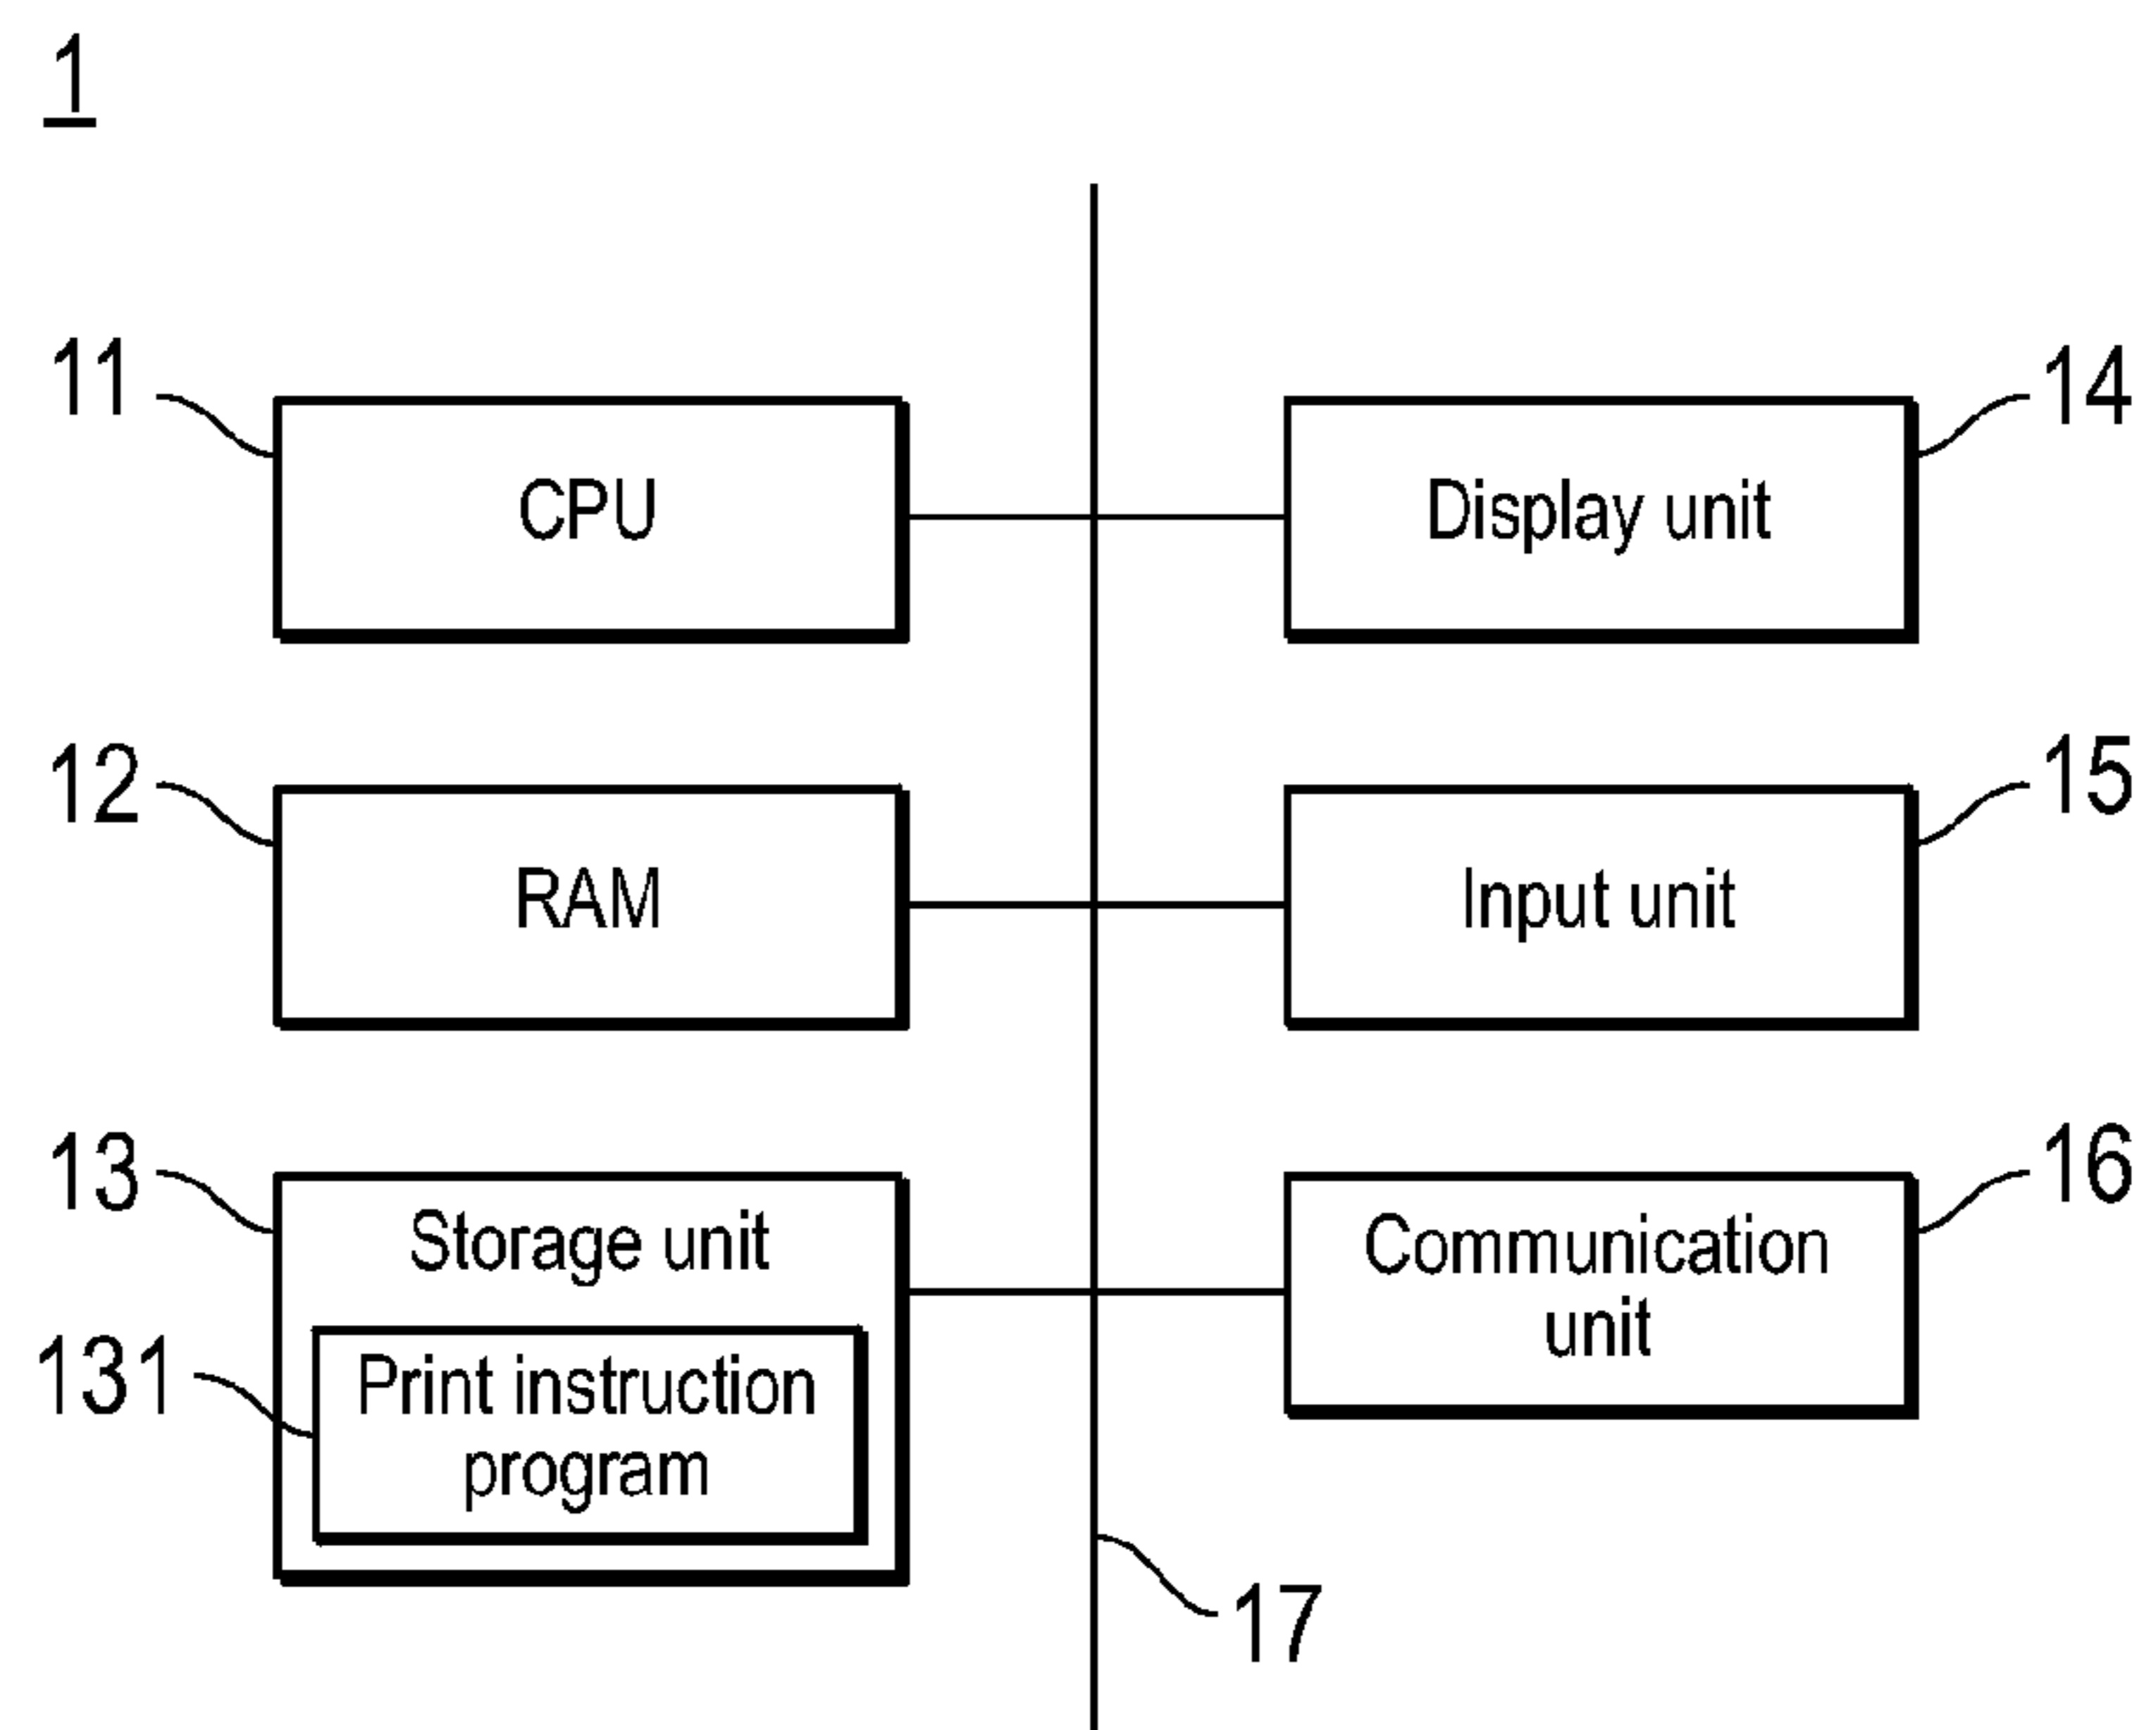 1
11
CPU
14
Display unit
12
RAM
15
Input unit
13
Storage unit
131
Print instruction
program
16
Communication
unit
17